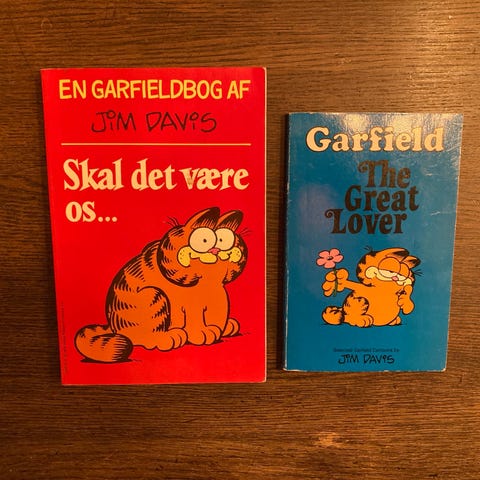 EN GARFIELDBOG AF
JIM DAVIS
Skal det være
os...
Garfield
The
Great
Lover
Selected Garfield Cartoons by
JIM DAVIS